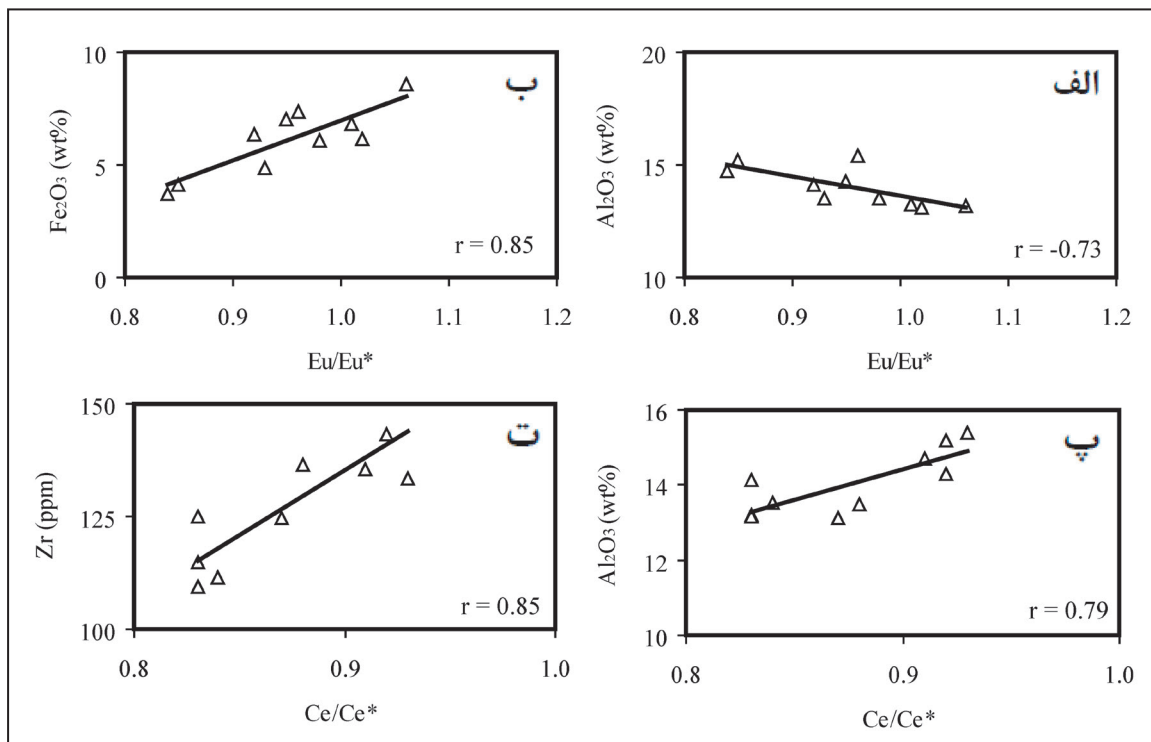 الف
Al₂O₃ (wt%)
20
15
10
r = -0.73
0.8 0.9 1.0 1.1 1.2
Eu/Eu*
ب
Fe₂O₃ (wt%)
10
5
0
r = 0.85
0.8 0.9 1.0 1.1 1.2
Eu/Eu*
پ
Al₂O₃ (wt%)
16
14
12
10
r = 0.79
0.8 0.9 1.0
Ce/Ce*
ت
Zr (ppm)
150
125
100
r = 0.85
0.8 0.9 1.0
Ce/Ce*